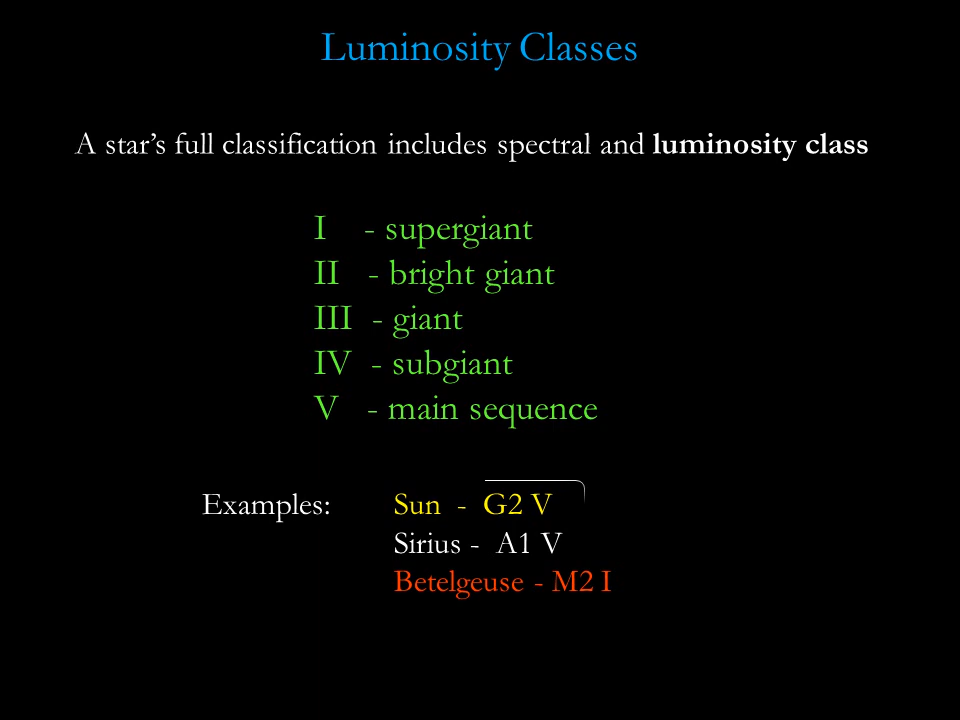 Luminosity Classes
A star’s full classification includes spectral and luminosity class
I - supergiant
II - bright giant
III - giant
IV - subgiant
V - main sequence
Examples: Sun - G2 V
Sirius - A1 V
Betelgeuse - M2 I